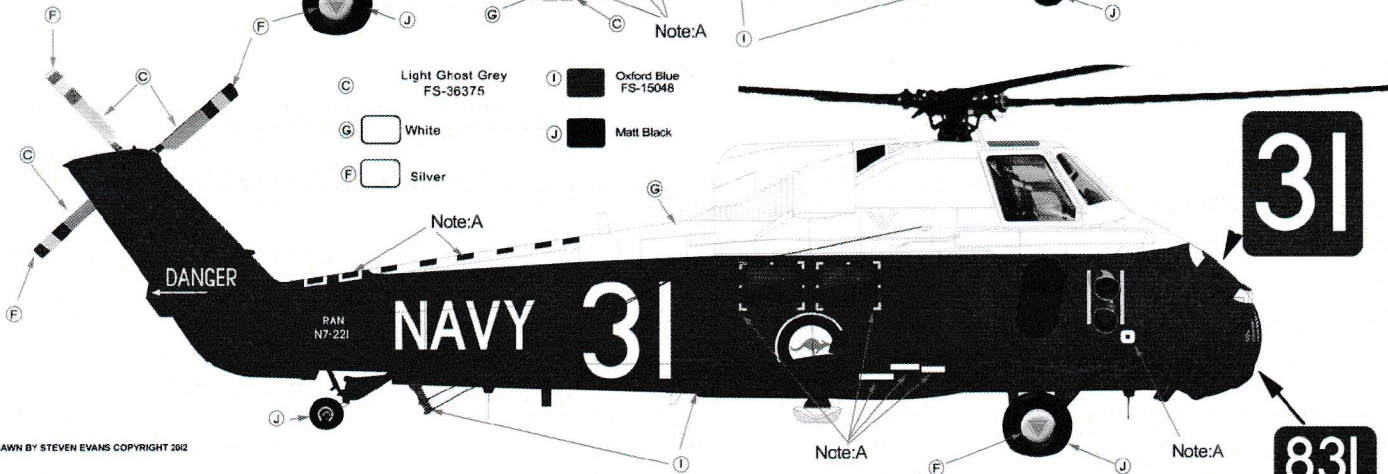 F
F
J
G
C
Note:A
I
J
C
C
Light Ghost Grey
FS-36375
I
Oxford Blue
FS-15048
G
White
J
Matt Black
F
Silver
C
G
31
Note:A
DANGER
F
RAN
N7-221
NAVY
31
J
Note:A
F
J
Note:A
I
831
AWN BY STEVEN EVANS COPYRIGHT 2012